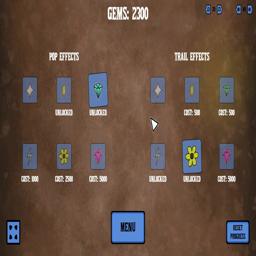 GEMS: 2300
POP EFFECTS
TRAIL EFFECTS
UNLOCKED
UNLOCKED
COST: 500
COST: 500
COST: 1000
COST: 2500
COST: 5000
UNLOCKED
UNLOCKED
COST: 5000
MENU
RESET
PROGRESS